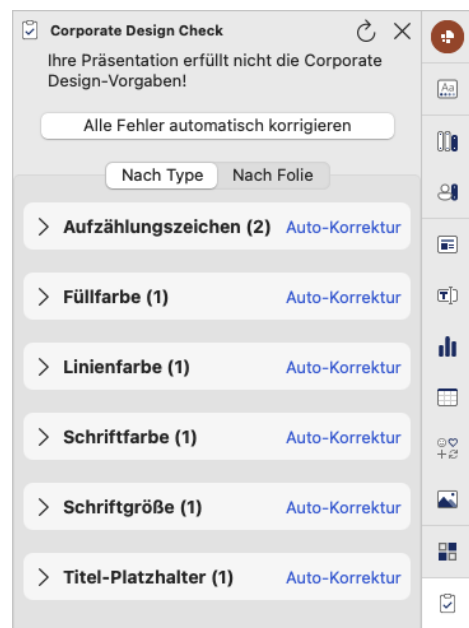 Corporate Design Check
Ihre Präsentation erfüllt nicht die Corporate
Design-Vorgaben!
Alle Fehler automatisch korrigieren
Nach Type Nach Folie
Aufzählungszeichen (2) Auto-Korrektur
Füllfarbe (1) Auto-Korrektur
Linienfarbe (1) Auto-Korrektur
Schriftfarbe (1) Auto-Korrektur
Schriftgröße (1) Auto-Korrektur
Titel-Platzhalter (1) Auto-Korrektur
Aa
T